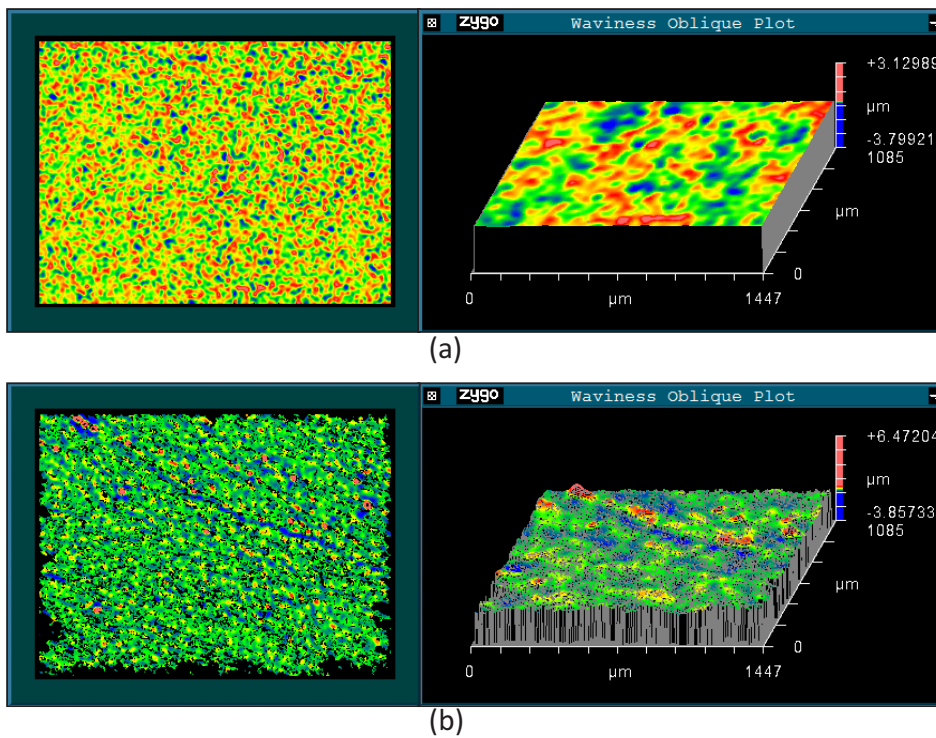 zygo Waviness Oblique Plot
+3.12989
µm
-3.79921
1085
µm
0
0 µm 1447
(a)
zygo Waviness Oblique Plot
+6.47204
µm
-3.85733
1085
µm
0
0 µm 1447
(b)